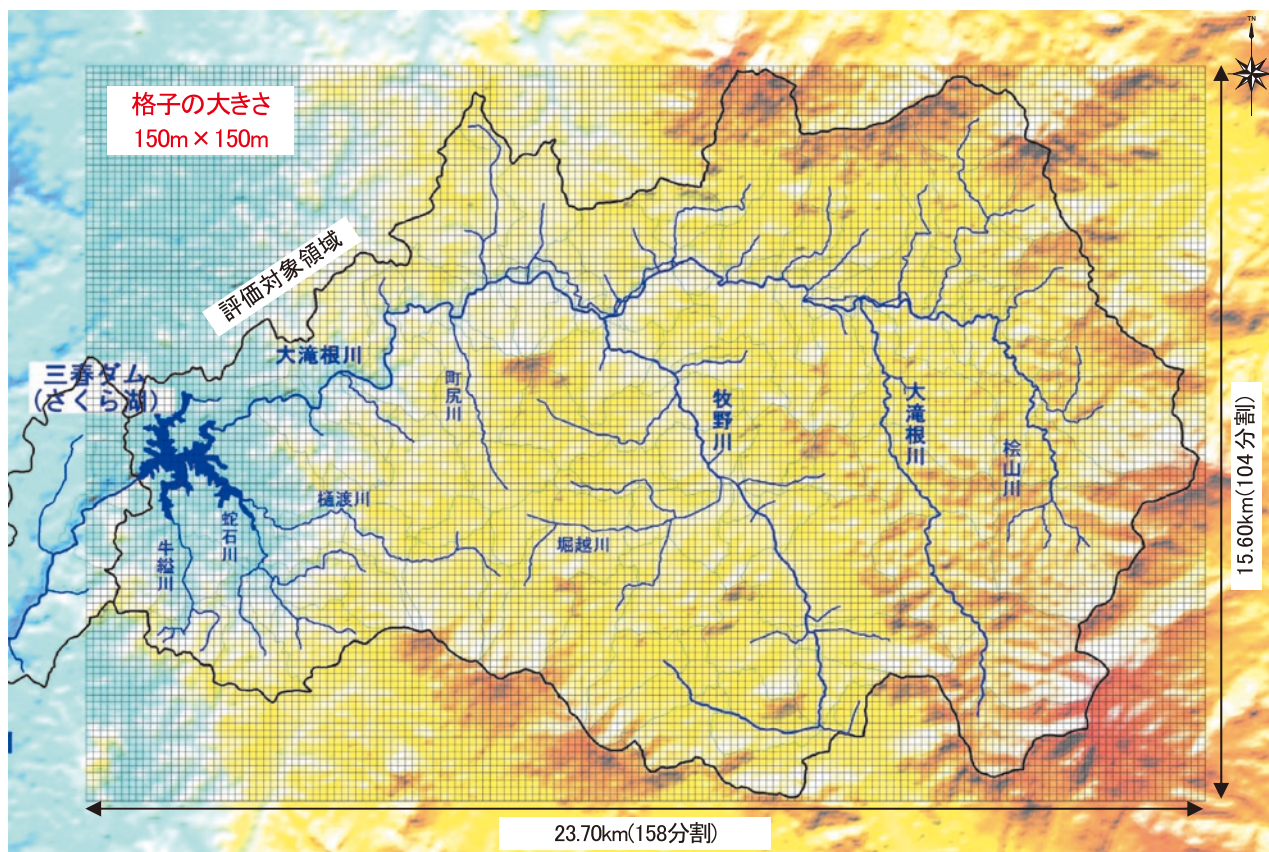 TN
格子の大きさ
150m×150m
評価対象領域
三春ダム
(さくら湖)
大滝根川
町尻川
牧野川
大滝根川
桧山川
樋渡川
蛇石川
牛縊川
堀越川
15.60km(104分割)
23.70km(158分割)